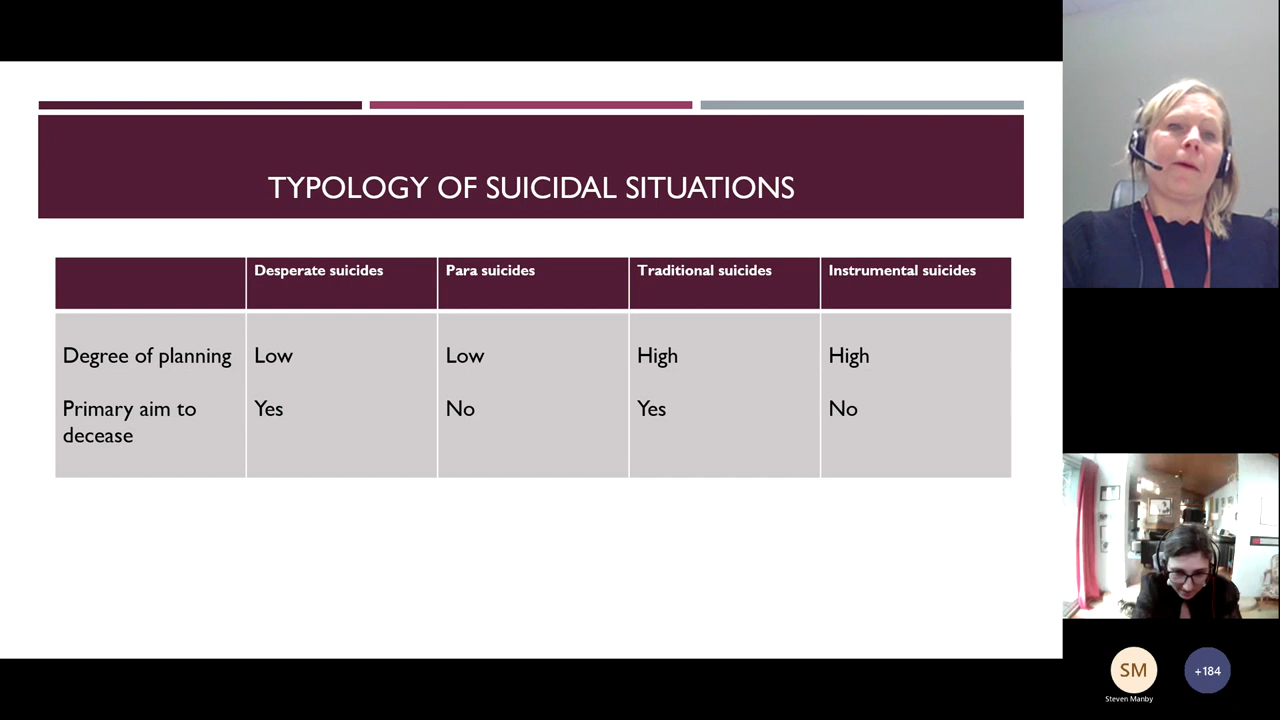 TYPOLOGY OF SUICIDAL SITUATIONS
Desperate suicides Para suicides Traditional suicides Instrumental suicides
Degree of planning Low Low High High
Primary aim to Yes No Yes No
decease
SM
+184
Steven Manby